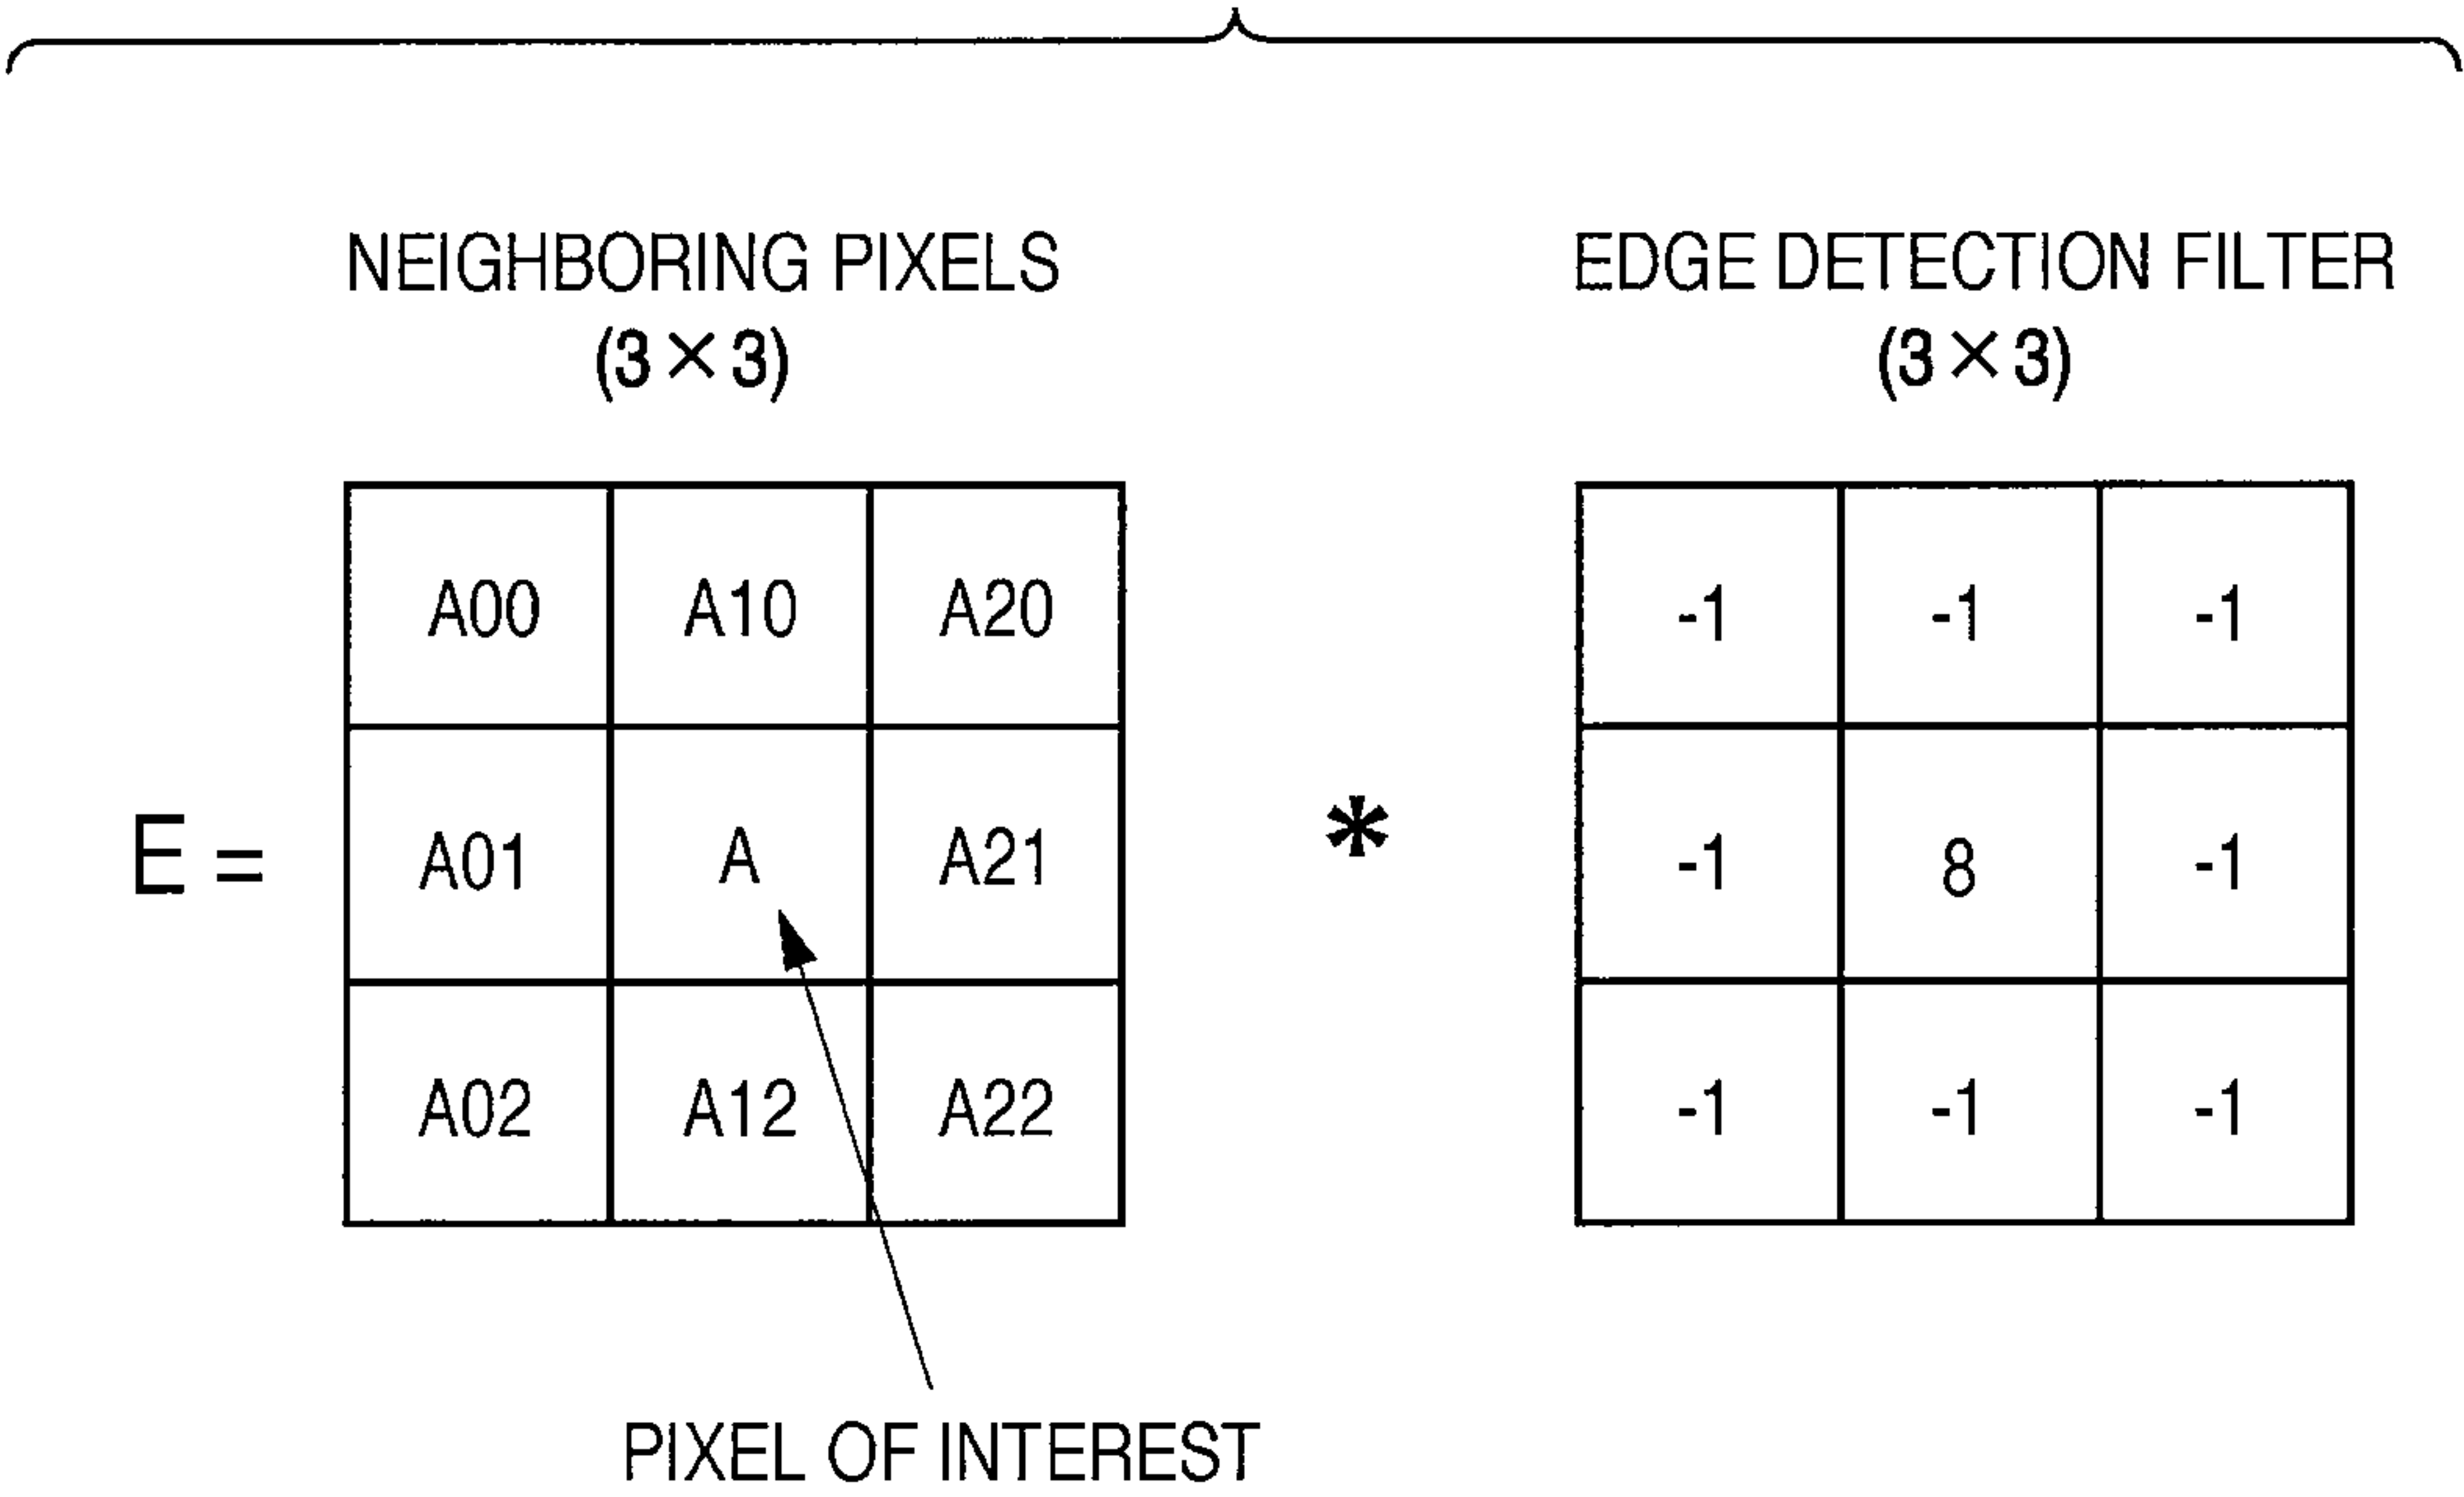 NEIGHBORING PIXELS
(3×3)
EDGE DETECTION FILTER
(3×3)
E =
A00 A10 A20
A01 A A21
A02 A12 A22
*
-1 -1 -1
-1 8 -1
-1 -1 -1
PIXEL OF INTEREST